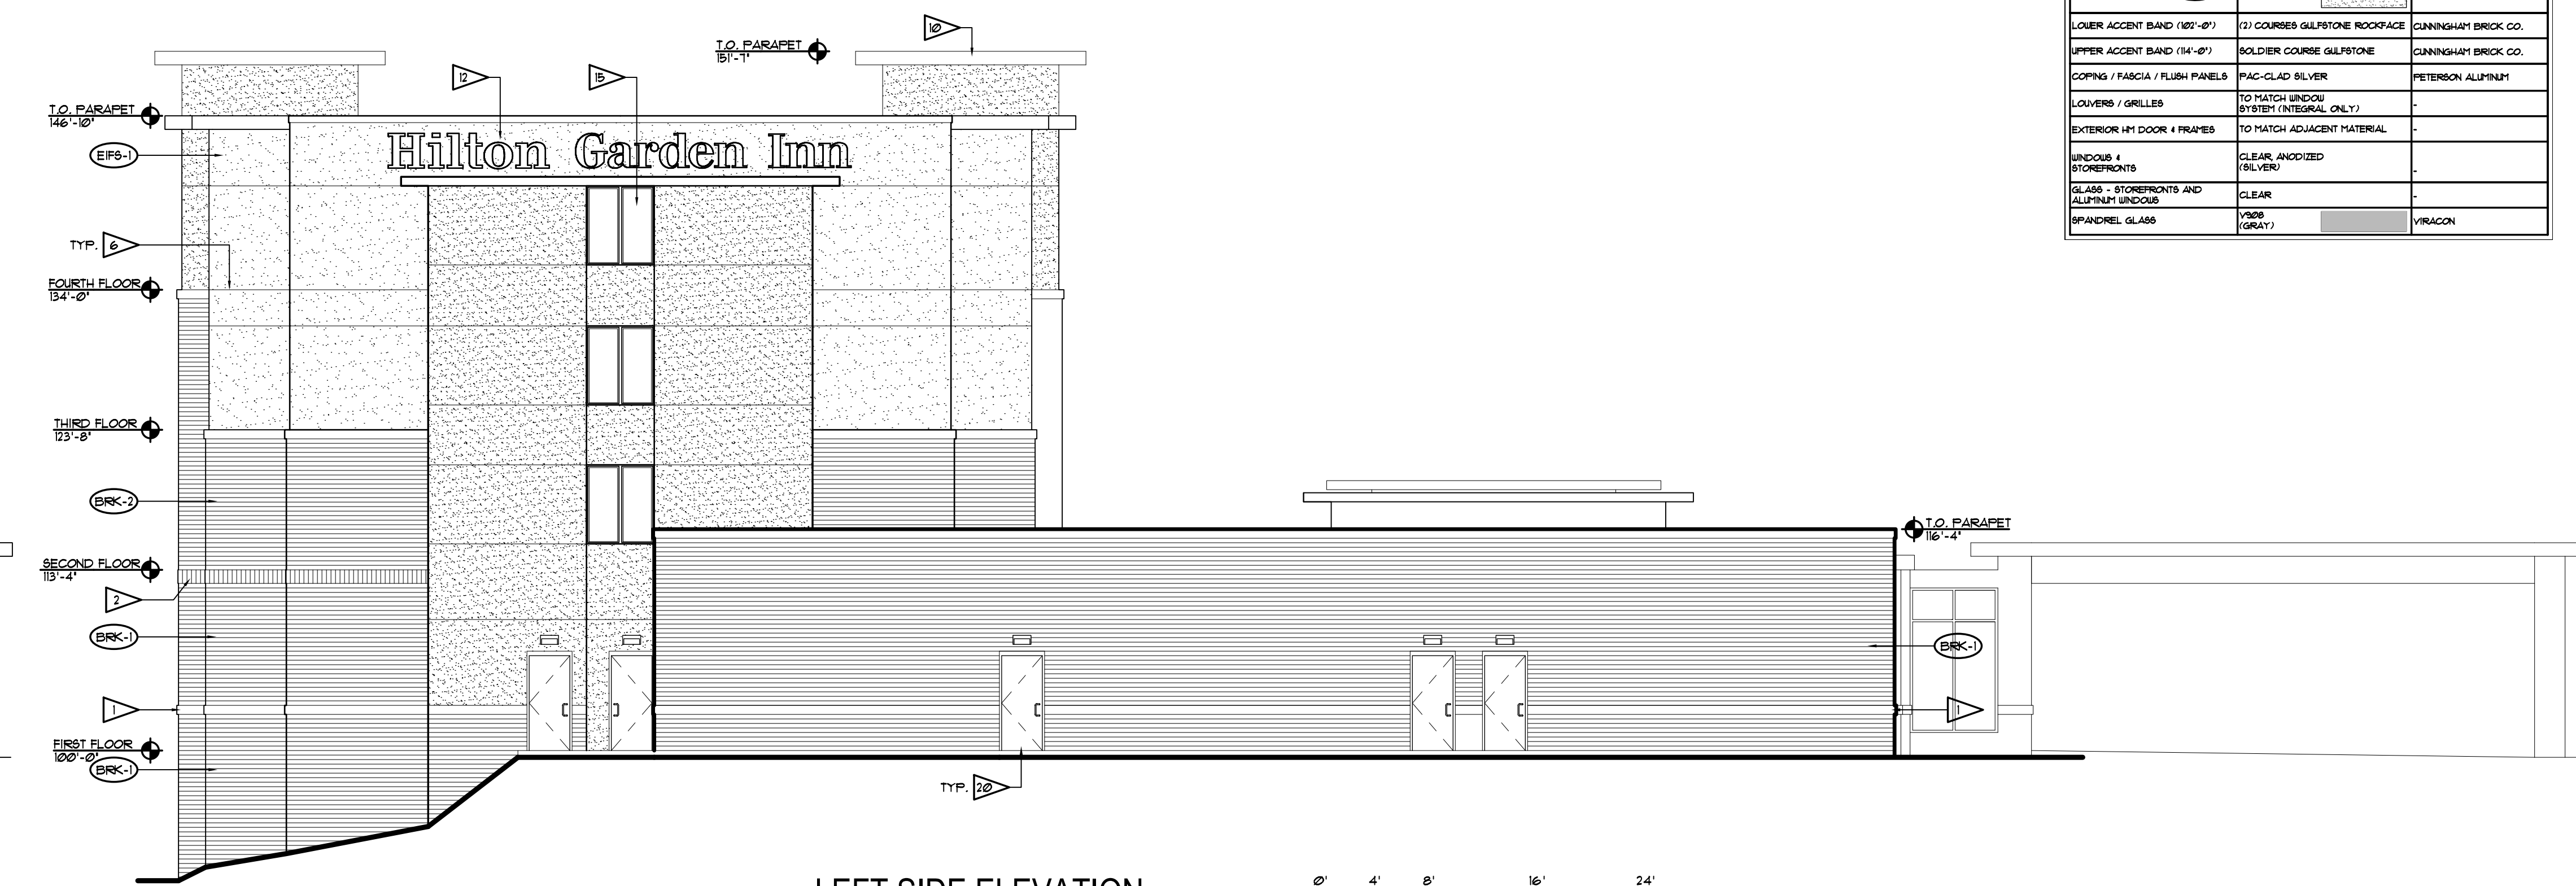 10
T.O. PARAPET
151'-7"
12
15
T.O. PARAPET
146'-10"
Hilton Garden Inn
EIFS-1
TYP. 6
FOURTH FLOOR
134'-0"
THIRD FLOOR
123'-8"
BRK-2
SECOND FLOOR
113'-4"
2
BRK-1
1
FIRST FLOOR
100'-0"
BRK-1
TYP. 20
T.O. PARAPET
116'-4"
BRK-1
1
LOWER ACCENT BAND (102'-0") (2) COURSES GULFSTONE ROCKFACE CUNNINGHAM BRICK CO.
UPPER ACCENT BAND (114'-0") SOLDIER COURSE GULFSTONE CUNNINGHAM BRICK CO.
COPING / FASCIA / FLUSH PANELS PAC-CLAD SILVER PETERSON ALUMINUM
LOUVERS / GRILLES TO MATCH WINDOW
SYSTEM (INTEGRAL ONLY) -
EXTERIOR HM DOOR & FRAMES TO MATCH ADJACENT MATERIAL -
WINDOWS & CLEAR, ANODIZED
STOREFRONTS (SILVER) -
GLASS - STOREFRONTS AND
ALUMINUM WINDOWS CLEAR -
SPANDREL GLASS V908
(GRAY) VIRACON
LEFT SIDE ELEVATION
0' 4' 8' 16' 24'